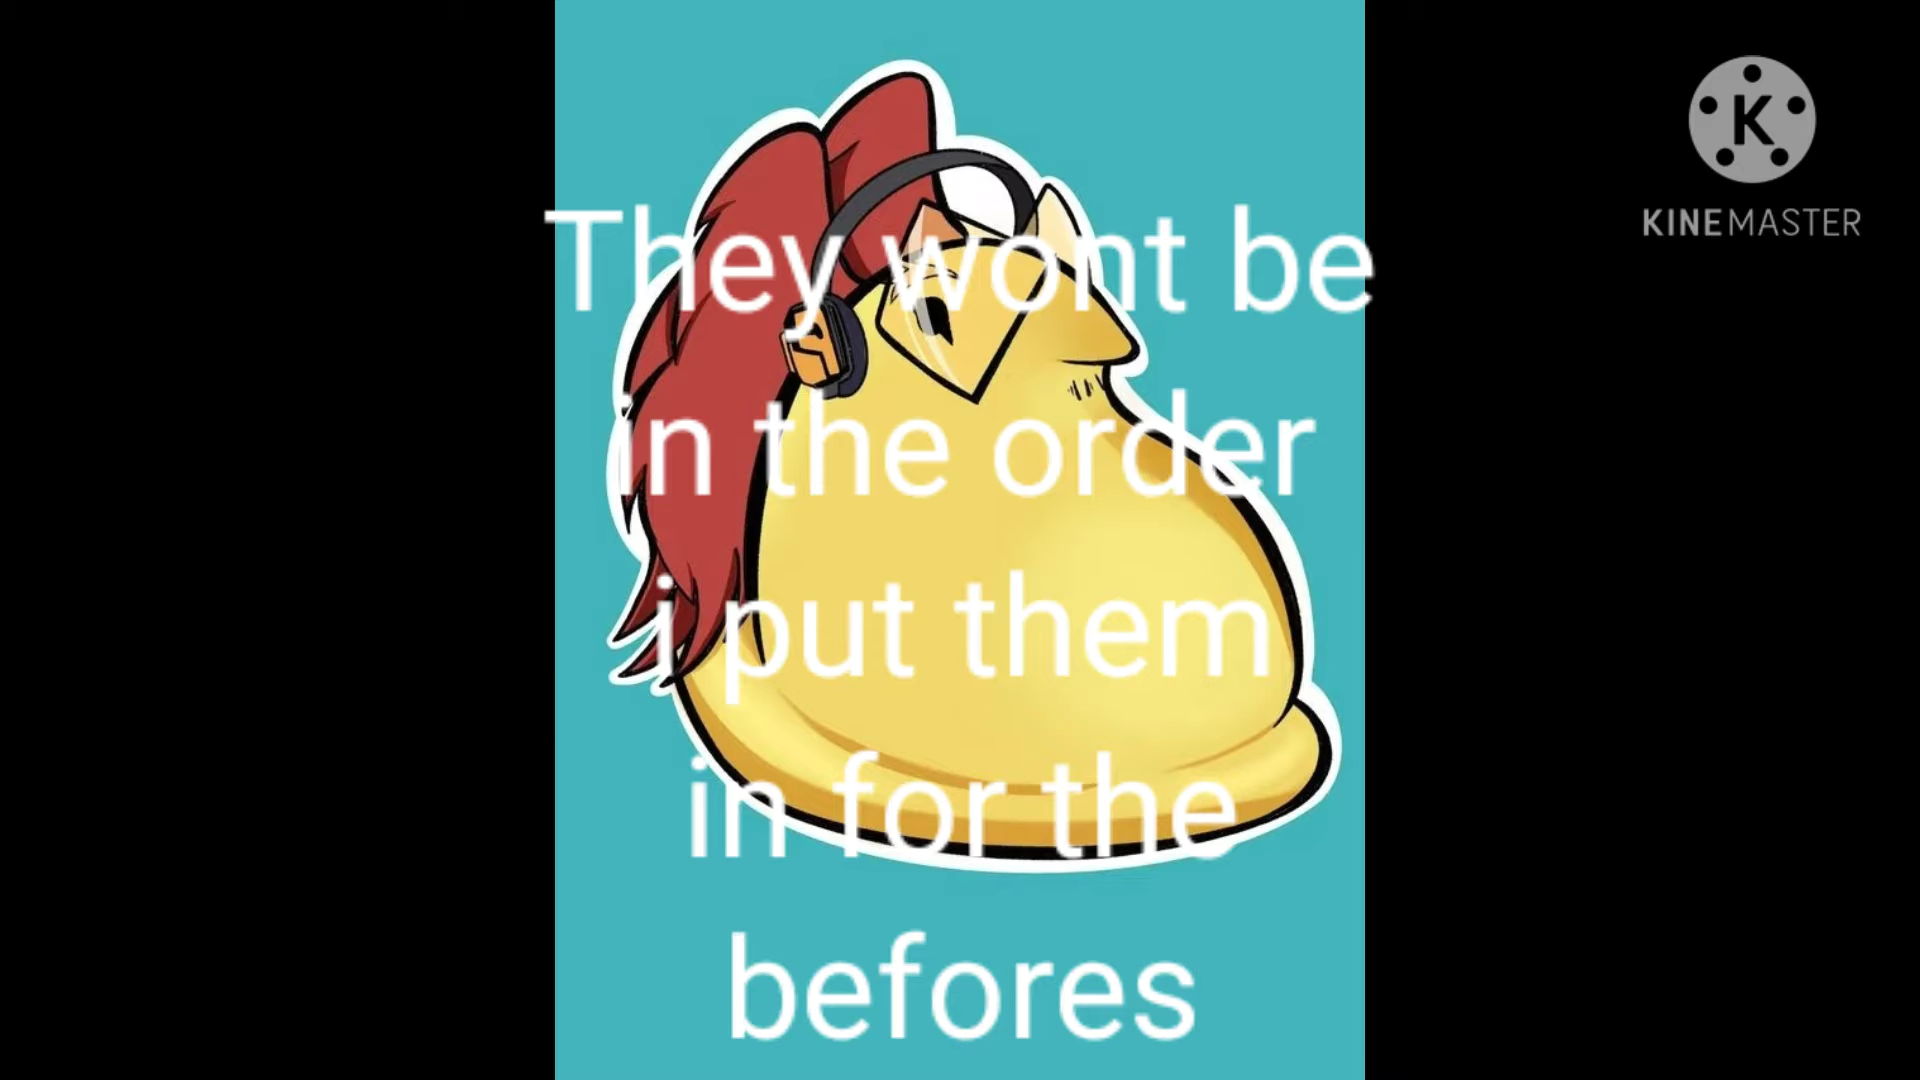 They wont be
in the order
i put them
in for the
befores
K
KINEMASTER